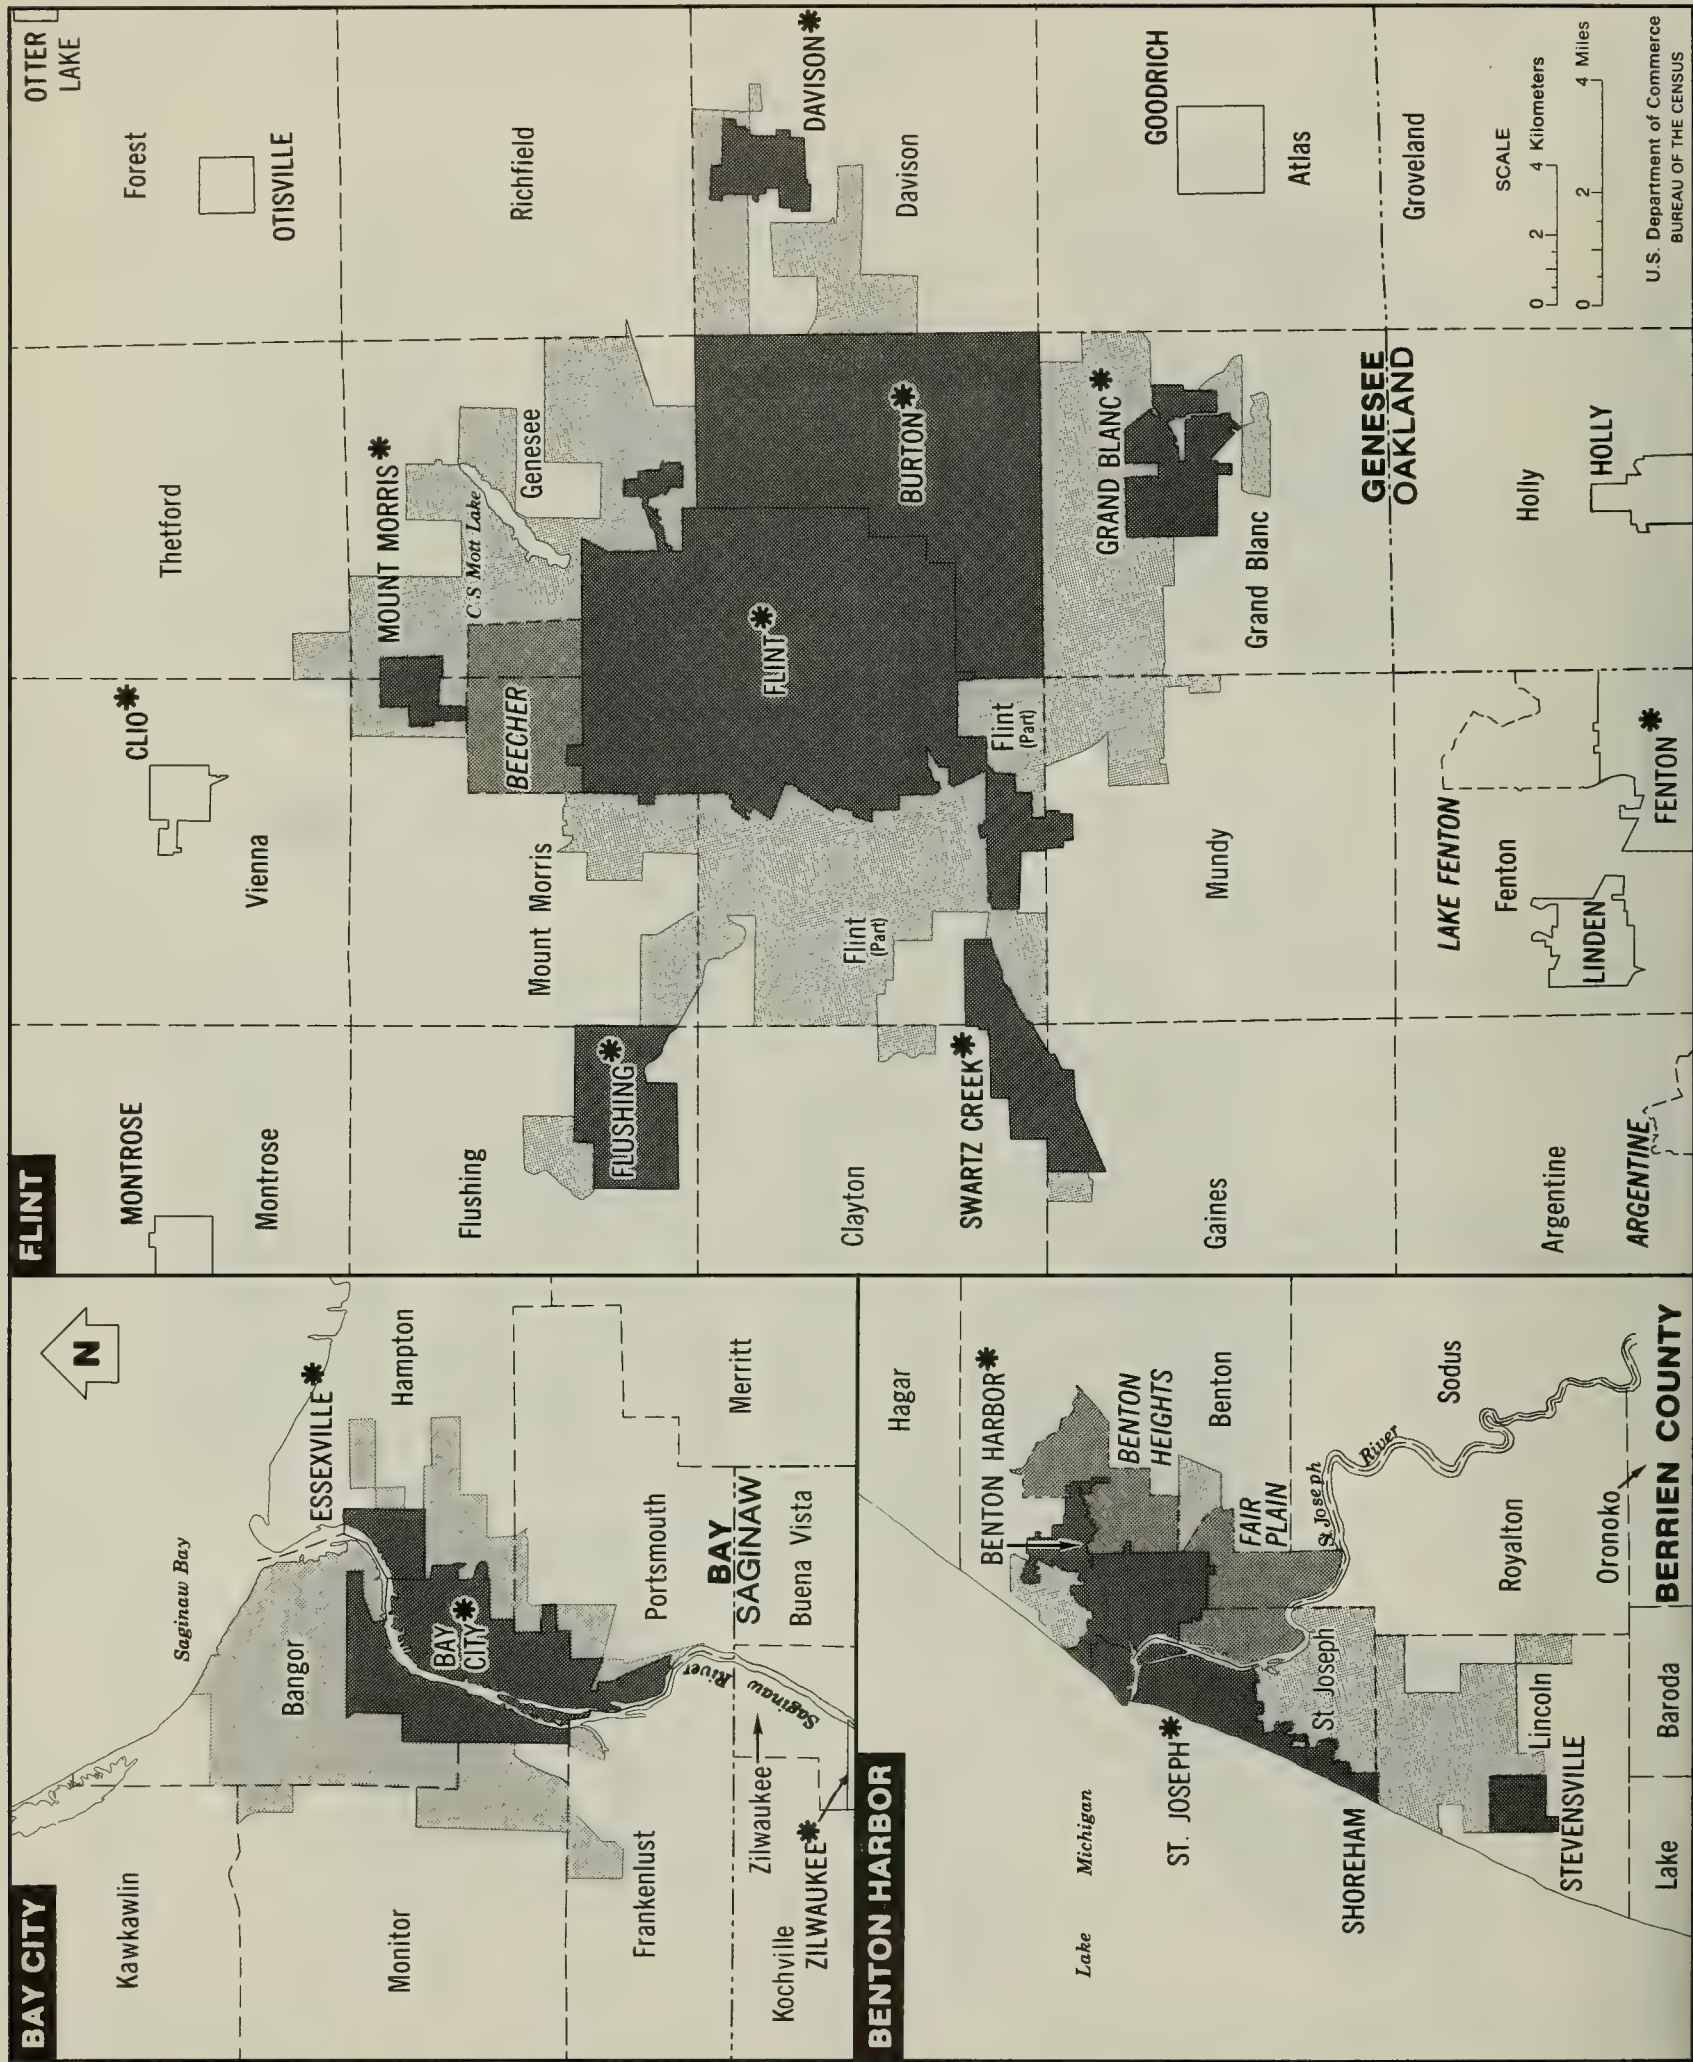 BAY CITY
N
Kawkawlin
Saginaw Bay
Bangor
ESSEXVILLE*
Hampton
Monitor
BAY
CITY*
Frankenlust
Portsmouth
Merritt
Saginaw River
BAY
SAGINAW
Zilwaukee
Kochville
ZILWAUKEE*
Buena Vista
BENTON HARBOR
Hagar
BENTON HARBOR*
Lake Michigan
BENTON
HEIGHTS
Benton
ST. JOSEPH*
FAIR
PLAIN
St. Joseph River
St. Joseph
SHOREHAM
Sodus
Royalton
Lincoln
STEVENSVILLE
Oronoko
Lake
Baroda
BERRIEN COUNTY
FLINT
OTTER
LAKE
MONTROSE
CLIO*
Forest
Thetford
OTISVILLE
Montrose
Vienna
MOUNT MORRIS*
C S Mott Lake
Flushing
Mount Morris
BEECHER
Genesee
Richfield
FLUSHING*
FLINT*
DAVISON*
Clayton
Flint
(Part)
BURTON*
Davison
SWARTZ CREEK*
Flint
(Part)
GRAND BLANC*
GOODRICH
Gaines
Mundy
Grand Blanc
Atlas
GENESEE
OAKLAND
Groveland
LAKE FENTON
Fenton
Argentine
LINDEN
Holly
HOLLY
ARGENTINE
FENTON*
SCALE
0 2 4 Kilometers
0 2 4 Miles
U.S. Department of Commerce
BUREAU OF THE CENSUS